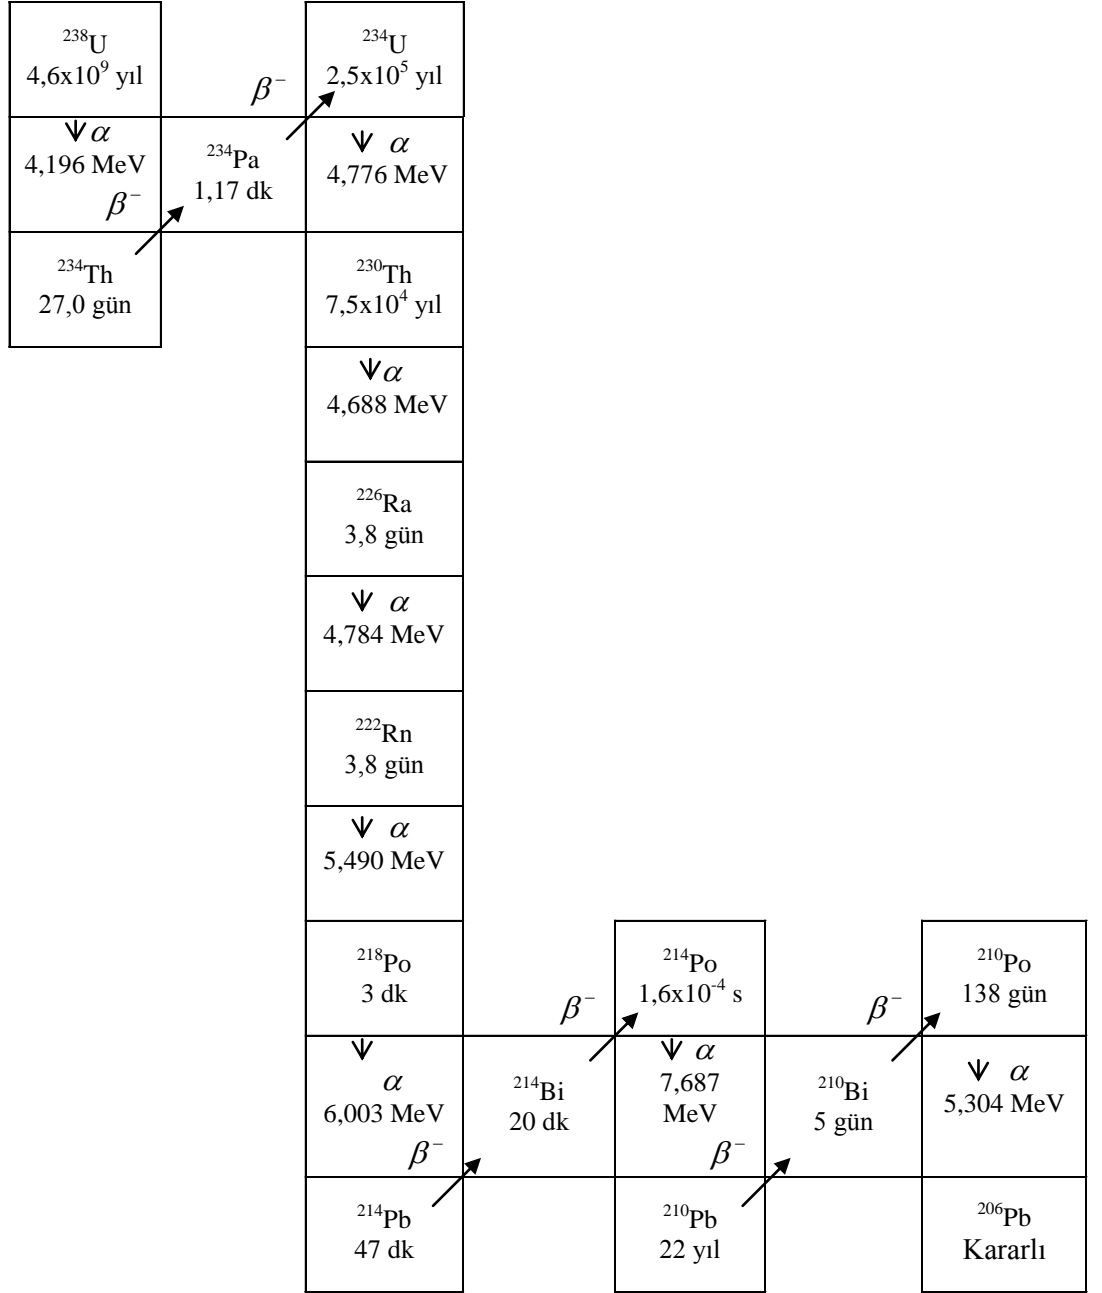 ²³⁸U
4,6x10⁹ yıl
²³⁴U
2,5x10⁵ yıl
β⁻
α
4,196 MeV
β⁻
²³⁴Pa
1,17 dk
α
4,776 MeV
²³⁴Th
27,0 gün
²³⁰Th
7,5x10⁴ yıl
α
4,688 MeV
²²⁶Ra
3,8 gün
α
4,784 MeV
²²²Rn
3,8 gün
α
5,490 MeV
²¹⁸Po
3 dk
β⁻
²¹⁴Po
1,6x10⁻⁴ s
β⁻
²¹⁰Po
138 gün
α
6,003 MeV
β⁻
²¹⁴Bi
20 dk
α
7,687
MeV
β⁻
²¹⁰Bi
5 gün
α
5,304 MeV
²¹⁴Pb
47 dk
²¹⁰Pb
22 yıl
²⁰⁶Pb
Kararlı